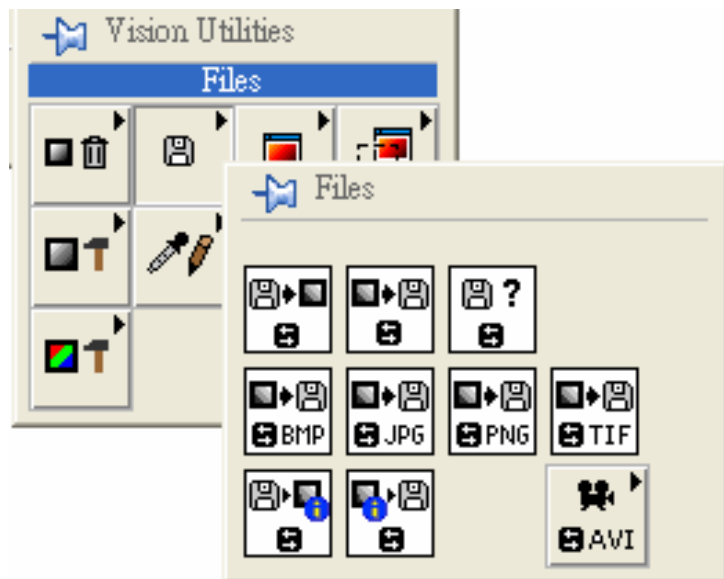 Vision Utilities
Files
Files
?
BMP JPG PNG TIF
i i AVI